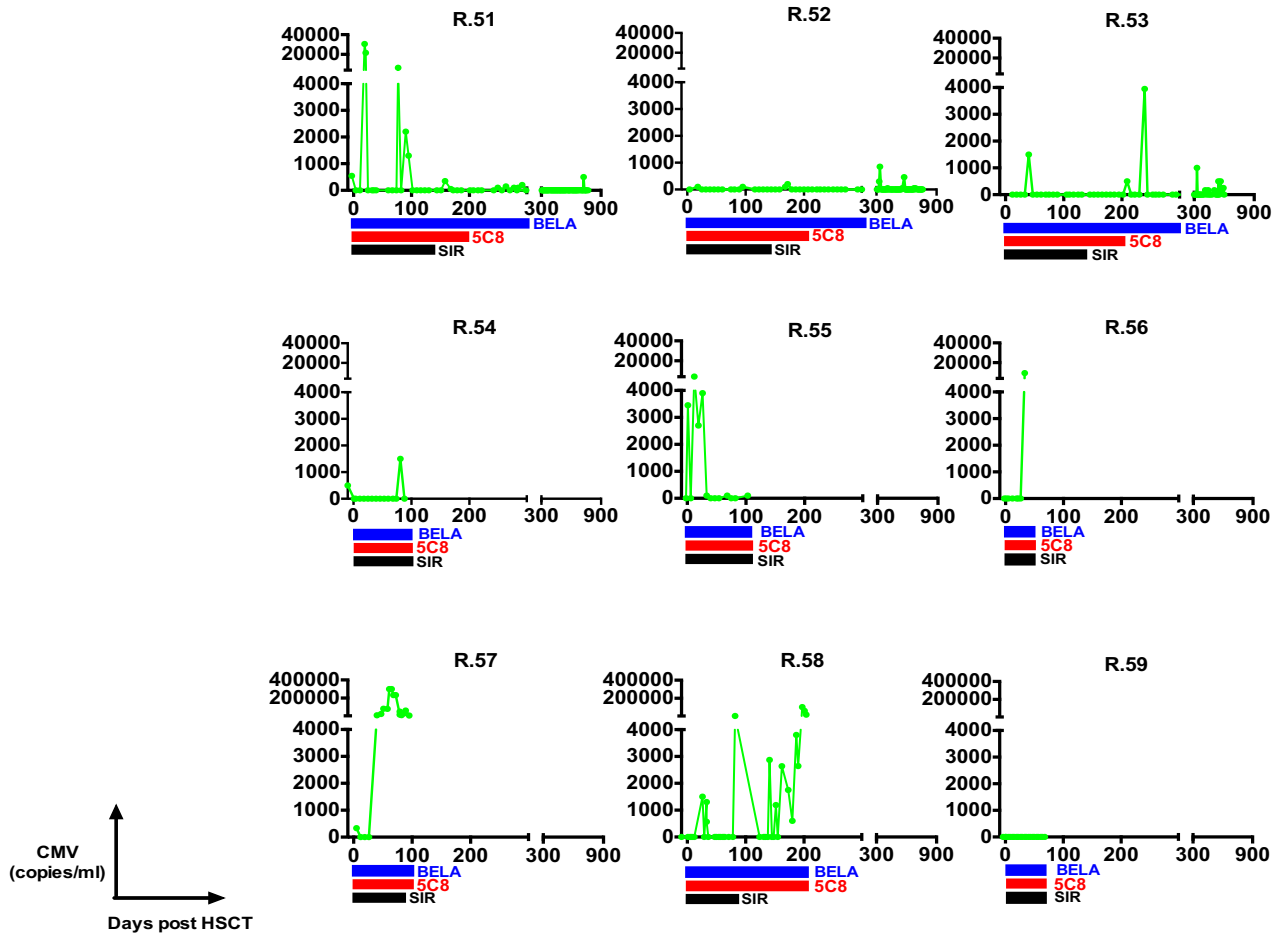 R.51
40000
20000
4000
3000
2000
1000
0
0 100 200 300 900
BELA
5C8
SIR
R.52
40000
20000
4000
3000
2000
1000
0
0 100 200 300 900
BELA
5C8
SIR
R.53
40000
20000
4000
3000
2000
1000
0
0 100 200 300 900
BELA
5C8
SIR
R.54
40000
20000
4000
3000
2000
1000
0
0 100 200 300 900
BELA
5C8
SIR
R.55
40000
20000
4000
3000
2000
1000
0
0 100 200 300 900
BELA
5C8
SIR
R.56
40000
20000
4000
3000
2000
1000
0
0 100 200 300 900
BELA
5C8
SIR
R.57
400000
200000
4000
3000
2000
1000
0
0 100 200 300 900
BELA
5C8
SIR
R.58
400000
200000
4000
3000
2000
1000
0
0 100 200 300 900
BELA
5C8
SIR
R.59
400000
200000
4000
3000
2000
1000
0
0 100 200 300 900
BELA
5C8
SIR
CMV
(copies/ml)
Days post HSCT